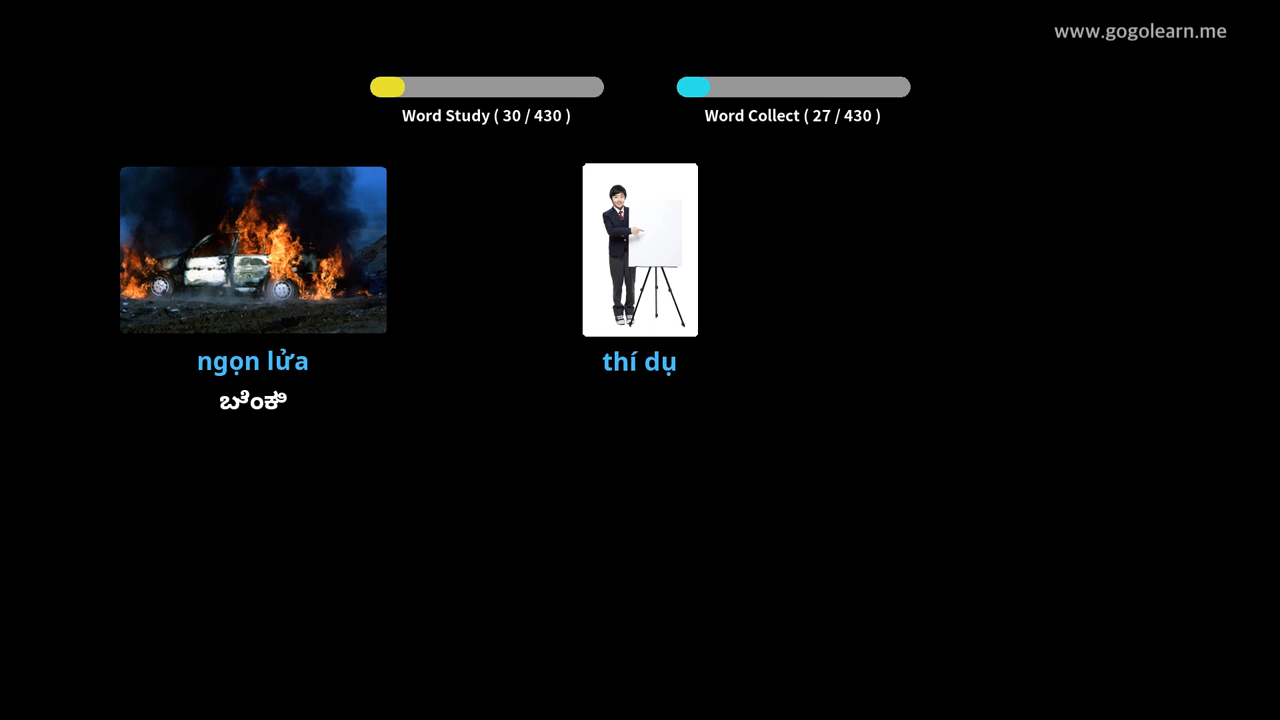 www.gogolearn.me
Word Study ( 30 / 430 )
Word Collect ( 27 / 430 )
ngọn lửa
thí dụ
ಬೆಂಕಿ